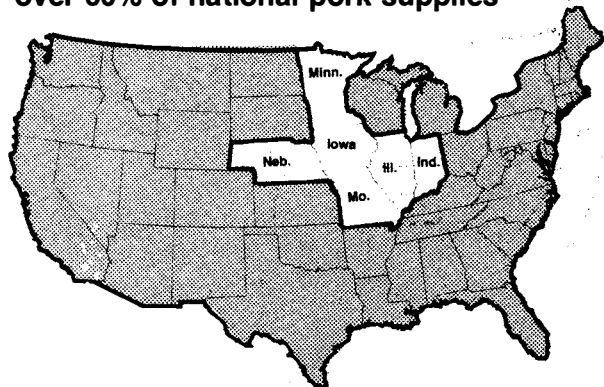 over 60% of national pork supplies
Minn.
Iowa
Neb.
Ill.
Ind.
Mo.